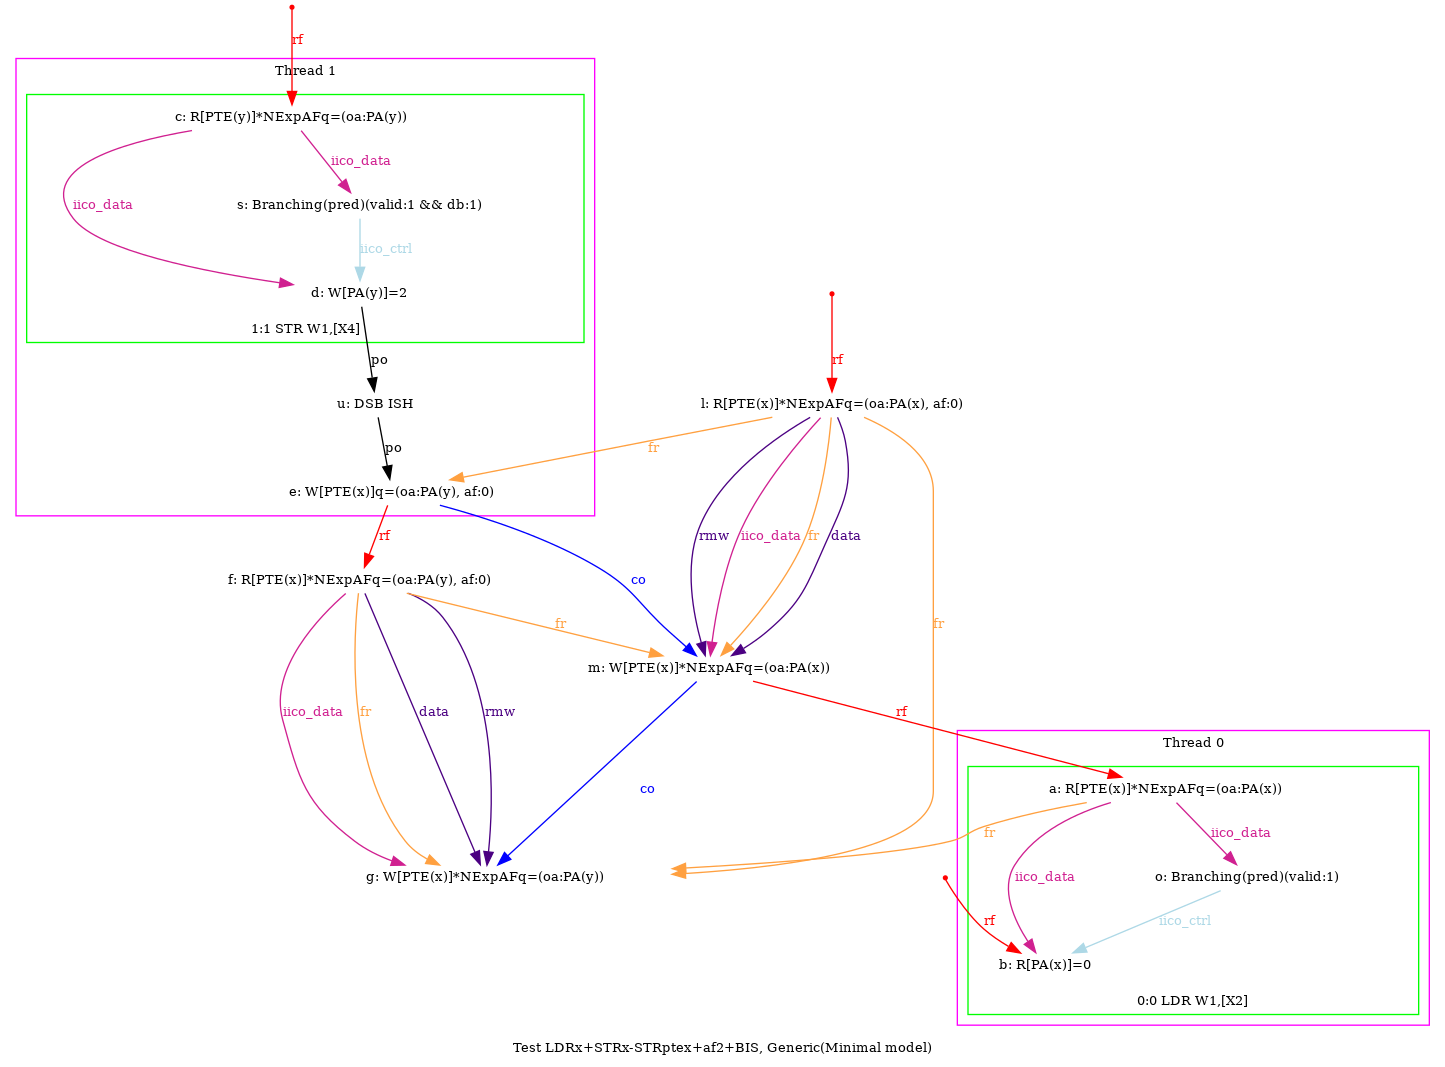 rf
Thread 1
c: R[PTE(y)]*NExpAFq=(oa:PA(y))
iico_data
iico_data
s: Branching(pred)(valid:1 && db:1)
iico_ctrl
d: W[PA(y)]=2
1:1 STR W1,[X4]
po
rf
u: DSB ISH
l: R[PTE(x)]*NExpAFq=(oa:PA(x), af:0)
po
fr
e: W[PTE(x)]q=(oa:PA(y), af:0)
rf
rmw
iico_data
fr
data
co
f: R[PTE(x)]*NExpAFq=(oa:PA(y), af:0)
fr
fr
m: W[PTE(x)]*NExpAFq=(oa:PA(x))
iico_data
fr
data
rmw
rf
Thread 0
co
a: R[PTE(x)]*NExpAFq=(oa:PA(x))
fr
iico_data
iico_data
g: W[PTE(x)]*NExpAFq=(oa:PA(y))
o: Branching(pred)(valid:1)
rf
iico_ctrl
b: R[PA(x)]=0
0:0 LDR W1,[X2]
Test LDRx+STRx-STRptex+af2+BIS, Generic(Minimal model)